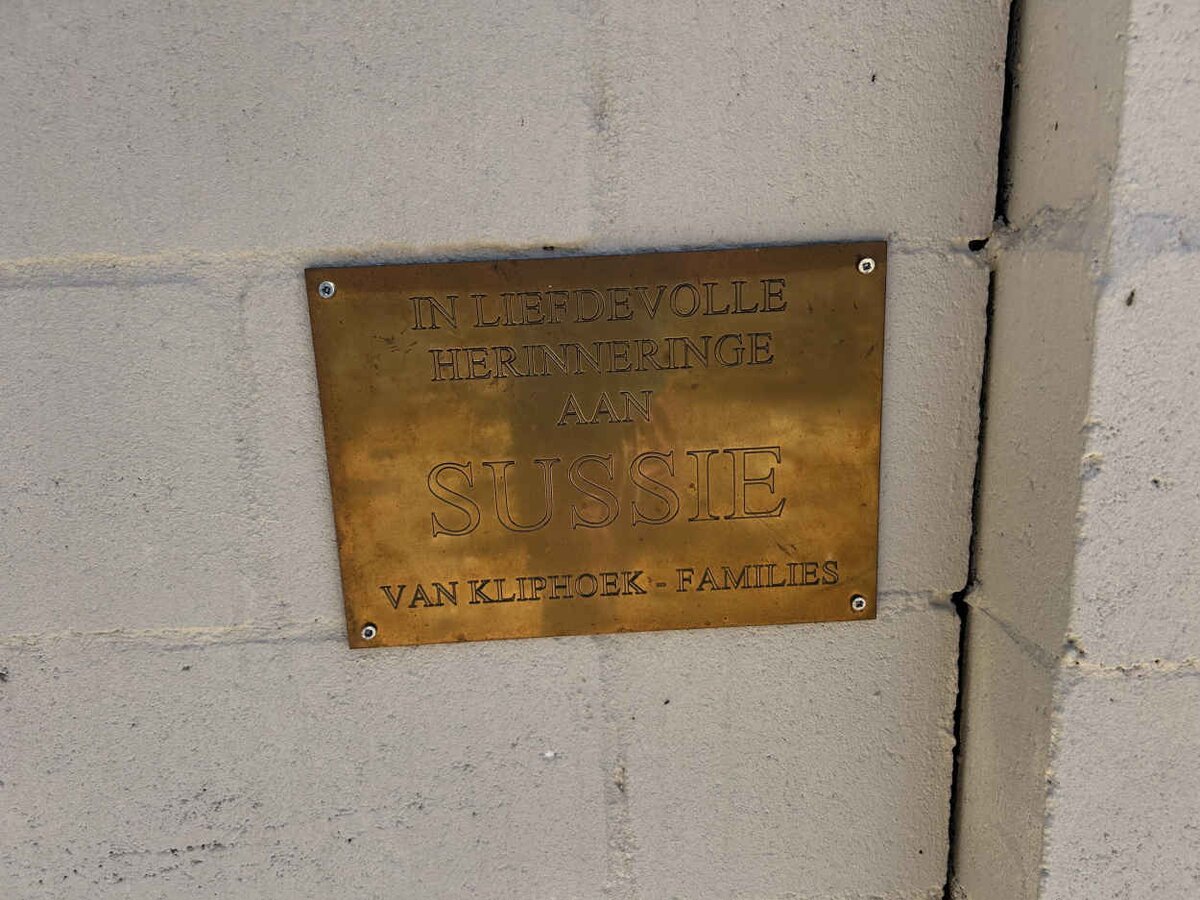 IN LIEFDEVOLLE
HERINNERINGE
AAN
SUSSIE
VAN KLIPHOEK - FAMILIES